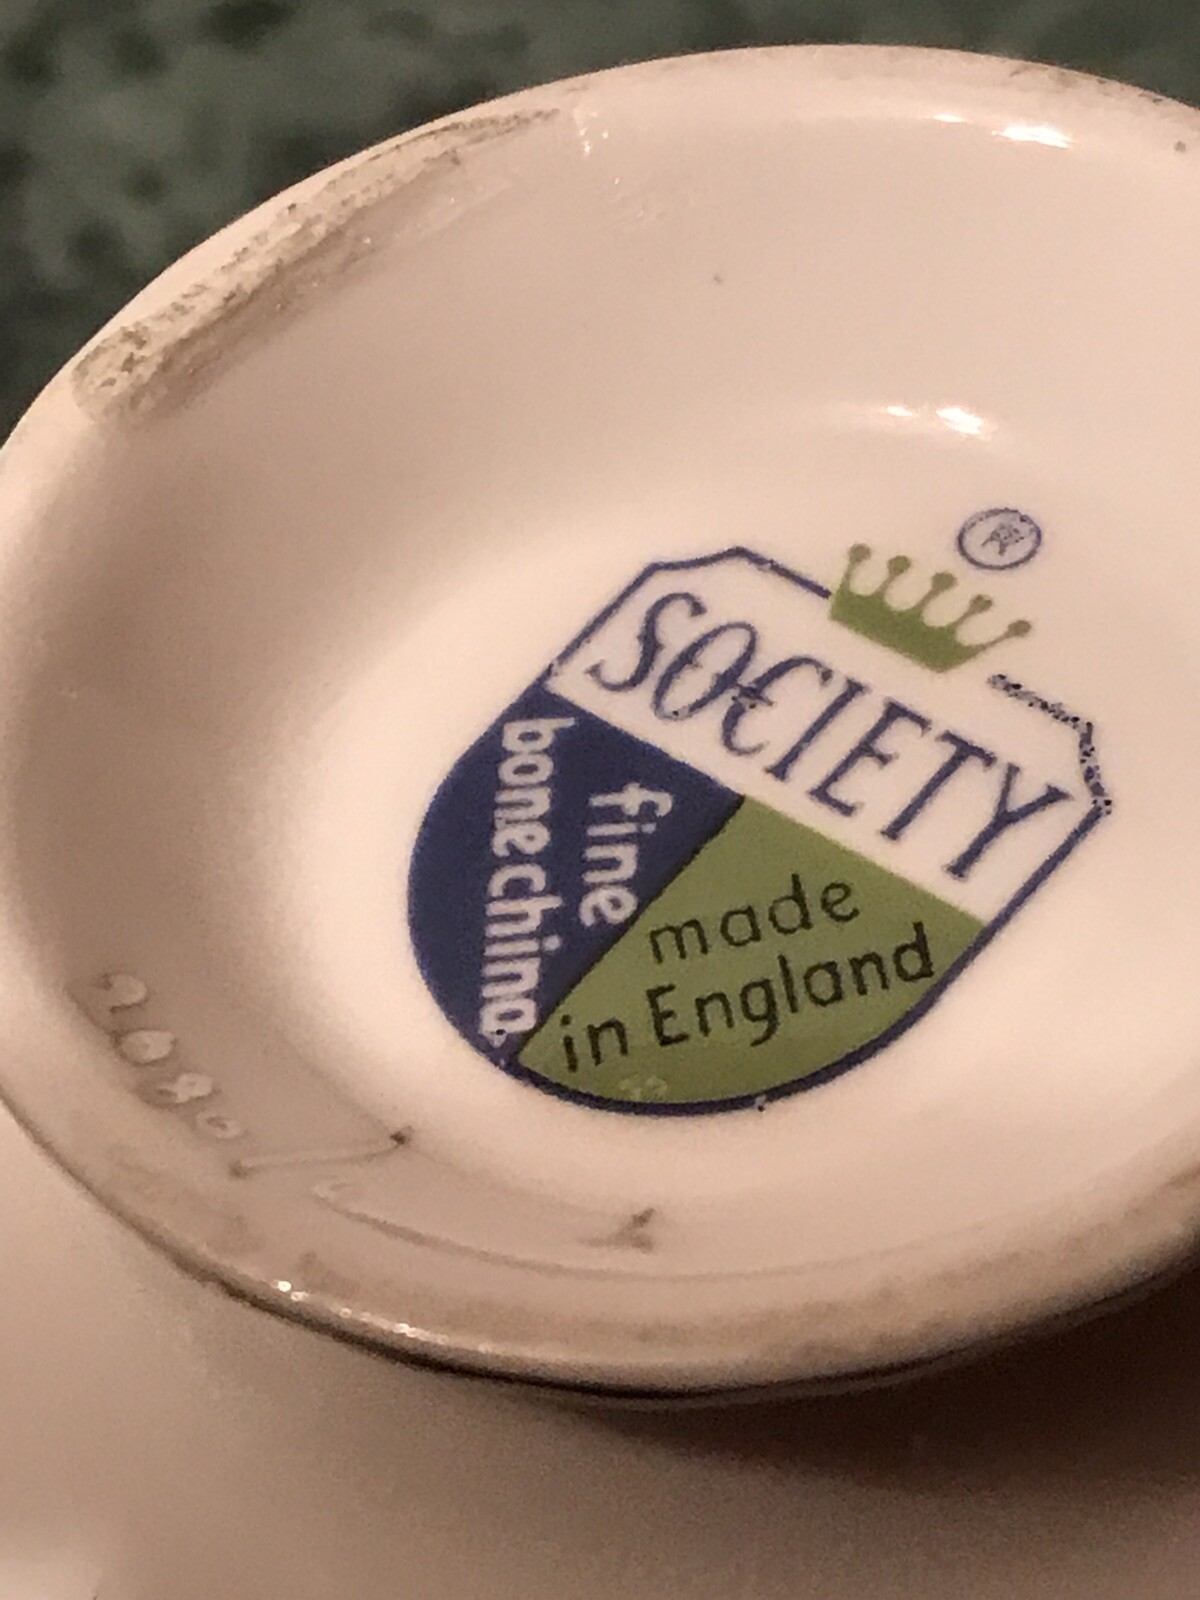 ®
SOCIETY
fine
bone china
made
in England